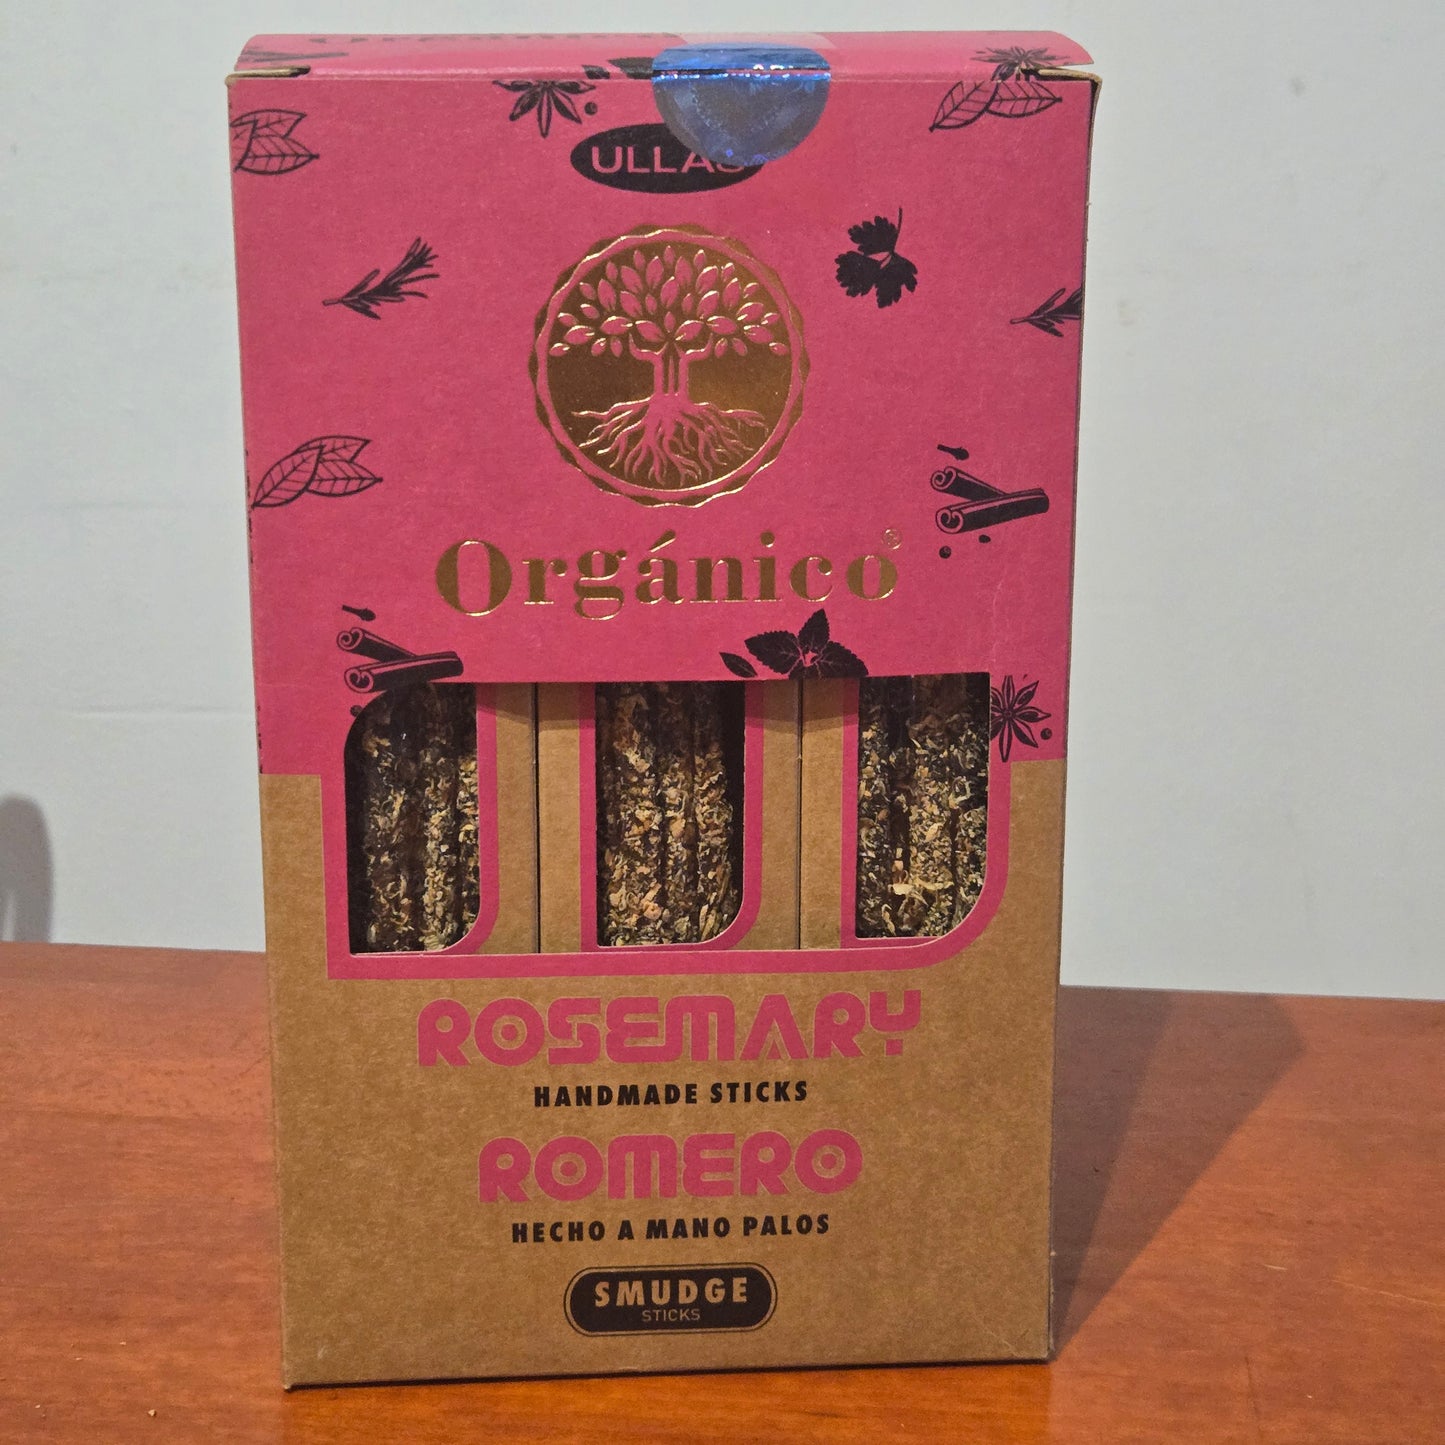 Orgánico®
ROSEMARY
HANDMADE STICKS
ROMERO
HECHO A MANO PALOS
SMUDGE
STICKS